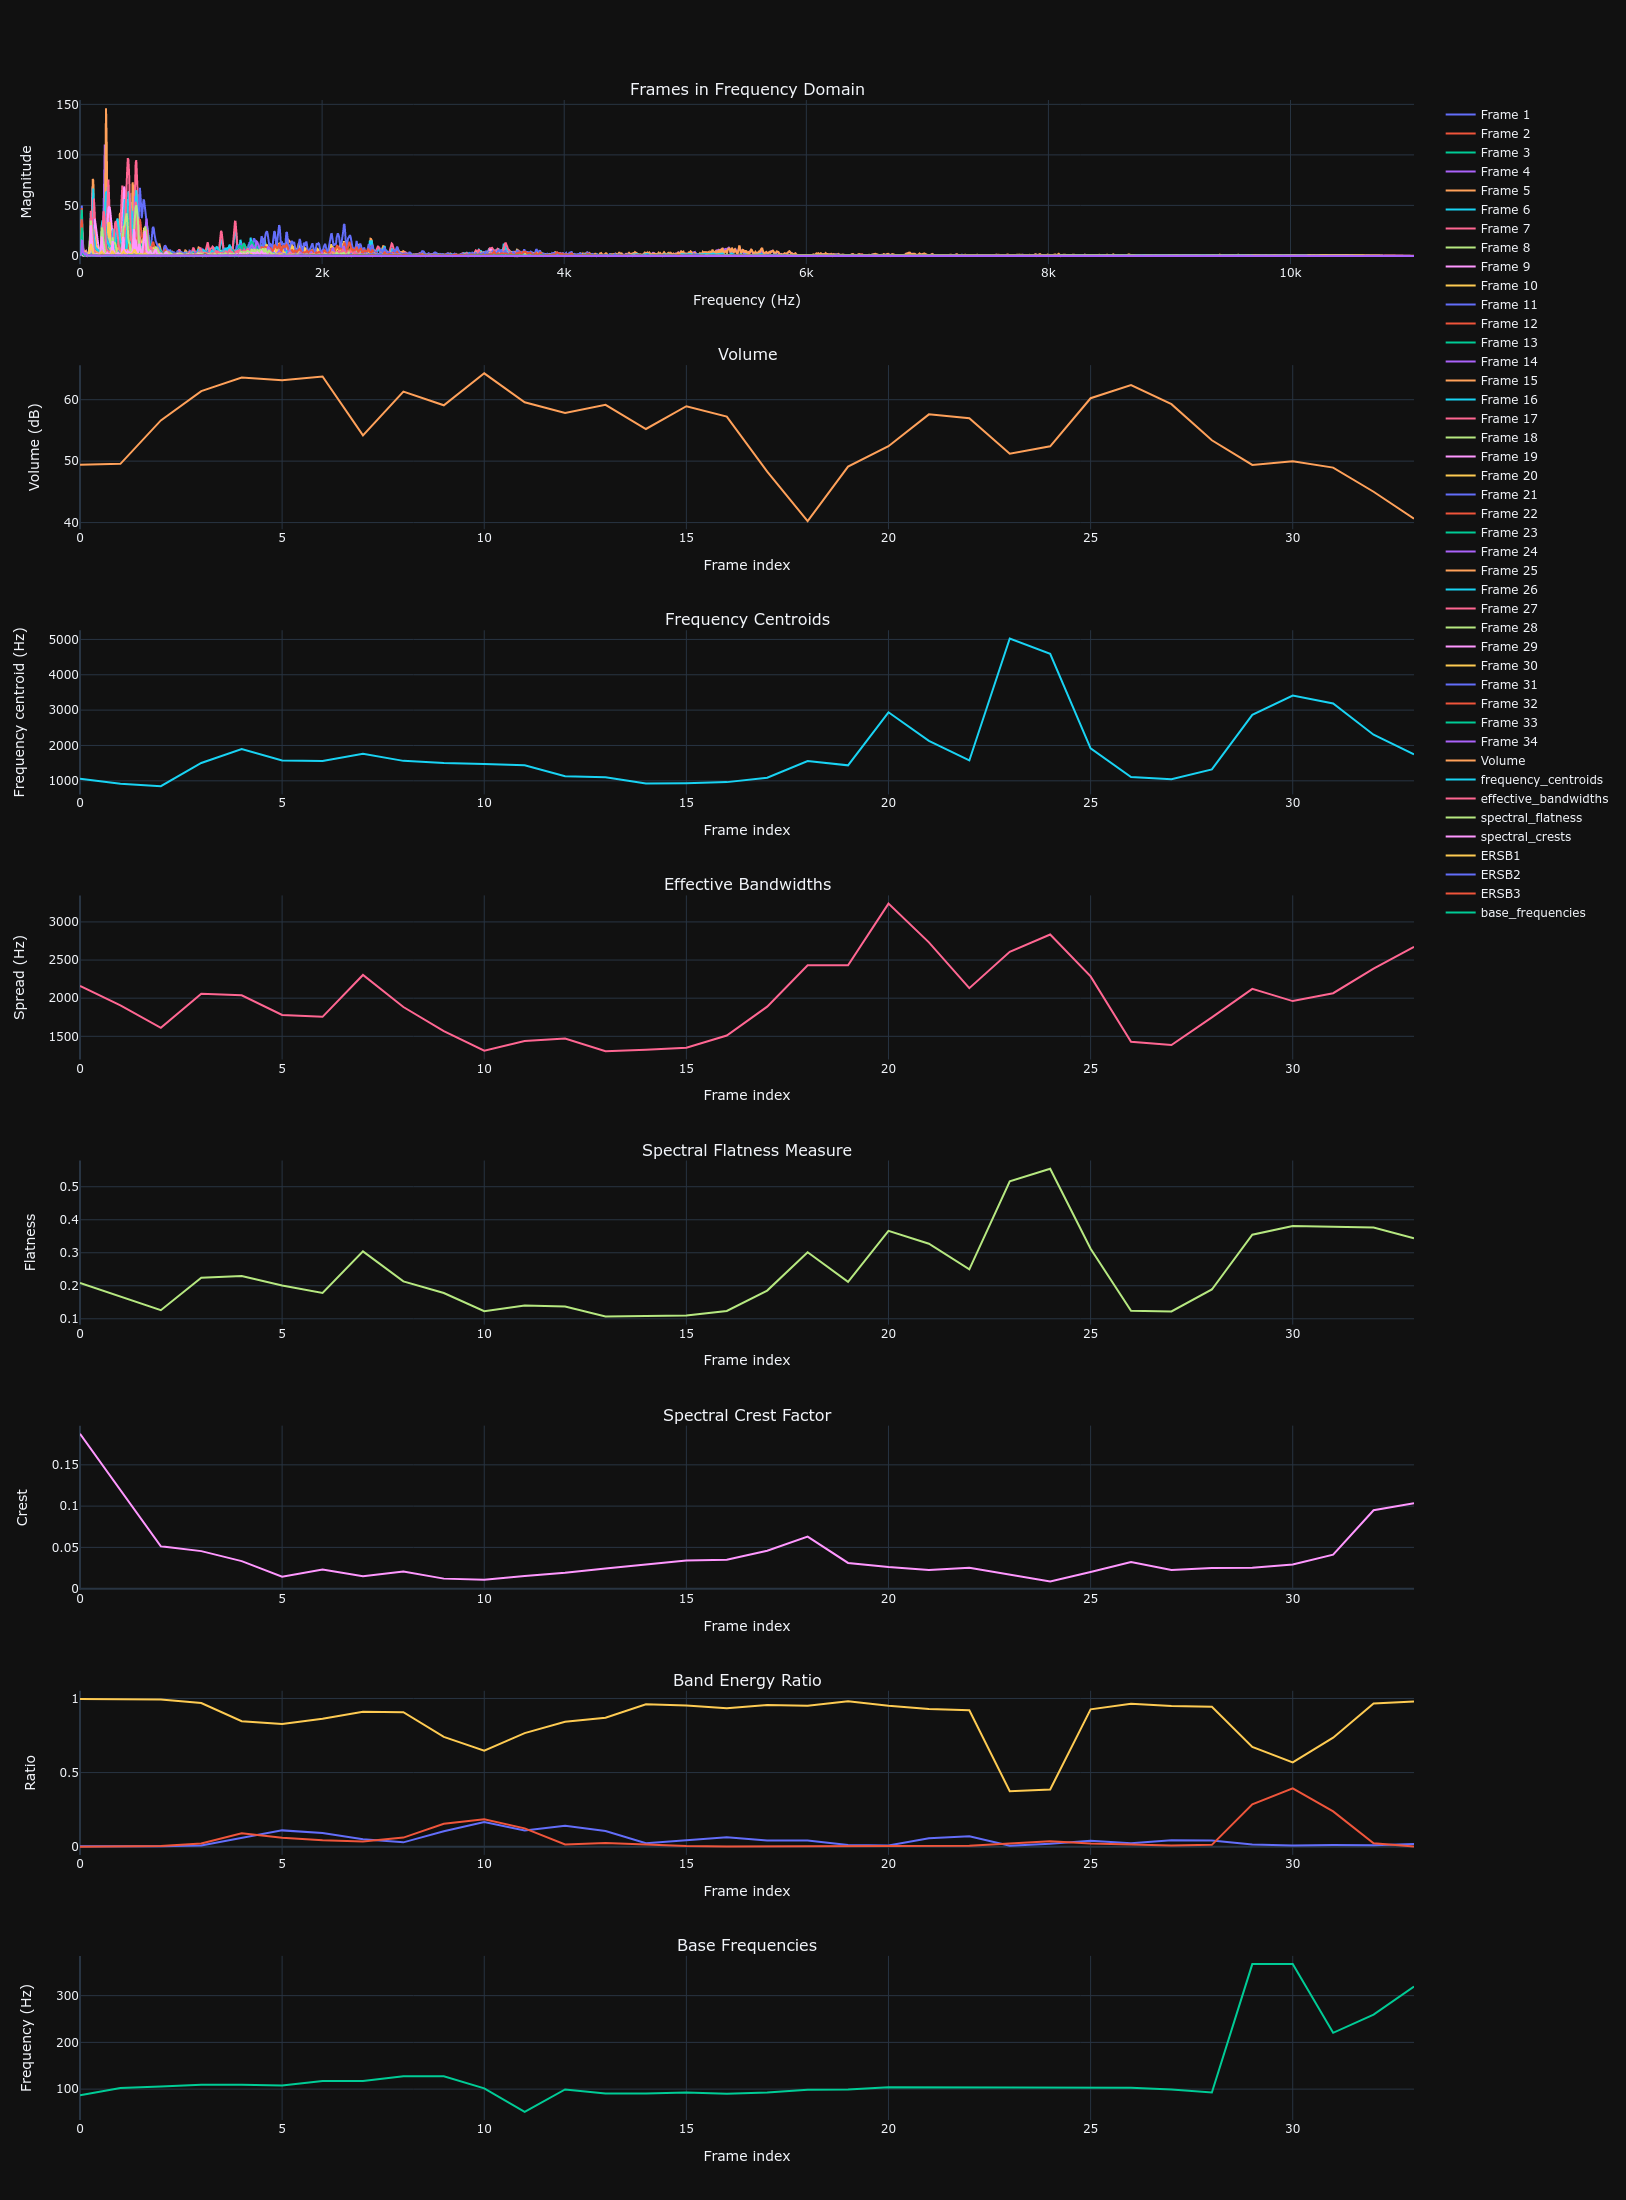 Frames in Frequency Domain
Magnitude
150
100
50
0
0 2k 4k 6k 8k 10k
Frequency (Hz)
Volume
Volume (dB)
60
50
40
0 5 10 15 20 25 30
Frame index
Frequency Centroids
Frequency centroid (Hz)
5000
4000
3000
2000
1000
0 5 10 15 20 25 30
Frame index
Effective Bandwidths
Spread (Hz)
3000
2500
2000
1500
0 5 10 15 20 25 30
Frame index
Spectral Flatness Measure
Flatness
0.5
0.4
0.3
0.2
0.1
0 5 10 15 20 25 30
Frame index
Spectral Crest Factor
Crest
0.15
0.1
0.05
0
0 5 10 15 20 25 30
Frame index
Band Energy Ratio
Ratio
1
0.5
0
0 5 10 15 20 25 30
Frame index
Base Frequencies
Frequency (Hz)
300
200
100
0 5 10 15 20 25 30
Frame index
Frame 1
Frame 2
Frame 3
Frame 4
Frame 5
Frame 6
Frame 7
Frame 8
Frame 9
Frame 10
Frame 11
Frame 12
Frame 13
Frame 14
Frame 15
Frame 16
Frame 17
Frame 18
Frame 19
Frame 20
Frame 21
Frame 22
Frame 23
Frame 24
Frame 25
Frame 26
Frame 27
Frame 28
Frame 29
Frame 30
Frame 31
Frame 32
Frame 33
Frame 34
Volume
frequency_centroids
effective_bandwidths
spectral_flatness
spectral_crests
ERSB1
ERSB2
ERSB3
base_frequencies